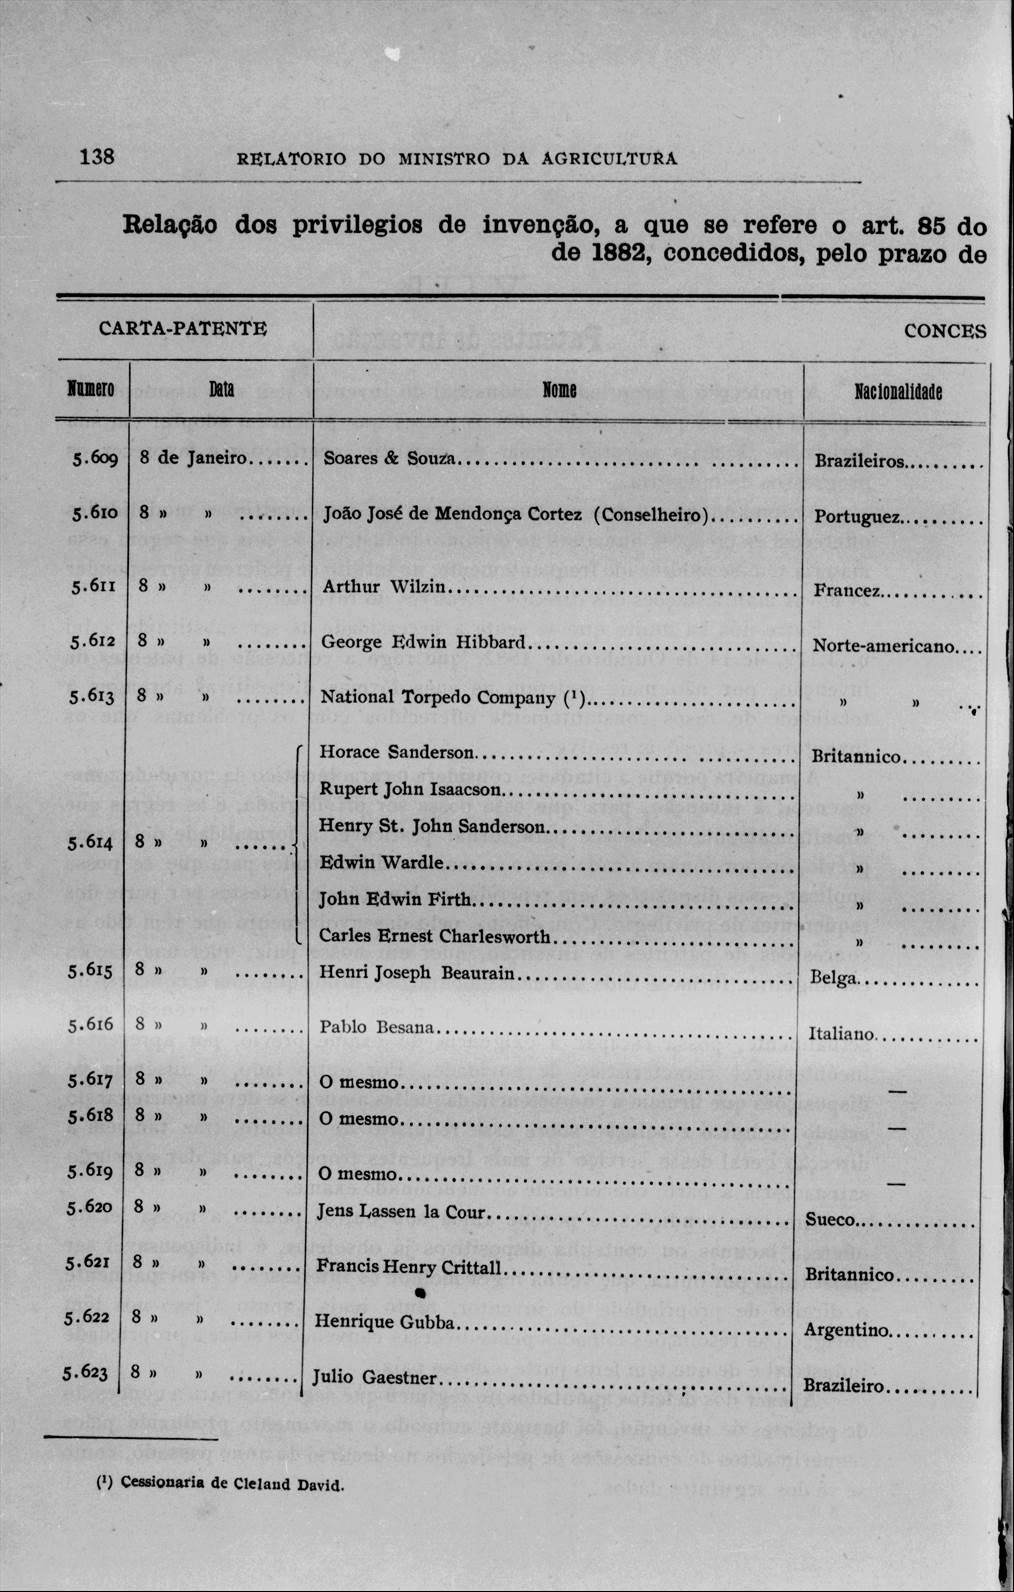 138 RELATORIO DO MINISTRO DA AGRICULTURA
Relação dos privilegios de invenção, a que se refere o art. 85 do
de 1882, concedidos, pelo prazo de
CARTA-PATENTE CONCES
Numero Data Nome Nacionalidade
5.609 8 de Janeiro....... Soares & Souza................................... Brazileiros..........
5.610 8 » » ........ João José de Mendonça Cortez (Conselheiro).......... Portuguez..........
5.611 8 » » ........ Arthur Wilzin................................... Francez............
5.612 8 » » ........ George Edwin Hibbard........................... Norte-americano....
5.613 8 » » ........ National Torpedo Company (¹)....................... » » ...
Horace Sanderson............................... Britannico.........
Rupert John Isaacson.............................. » .........
Henry St. John Sanderson......................... » .........
5.614 8 » » ......
Edwin Wardle................................... » .........
John Edwin Firth................................ » .........
Carles Ernest Charlesworth........................ » .........
5.615 8 » » ........ Henri Joseph Beaurain............................ Belga..............
5.616 8 » » ........ Pablo Besana.................................... Italiano.............
5.617 8 » » ........ O mesmo....................................... —
5.618 8 » » ........ O mesmo....................................... —
5.619 8 » » ........ O mesmo....................................... —
5.620 8 » » ........ Jens Lassen la Cour.............................. Sueco..............
5.621 8 » » ........ Francis Henry Crittall............................. Britannico..........
5.622 8 » » ........ Henrique Gubba................................. Argentino..........
5.623 8 » » ........ Julio Gaestner................................... Brazileiro...........
(¹) Cessionaria de Cleland David.